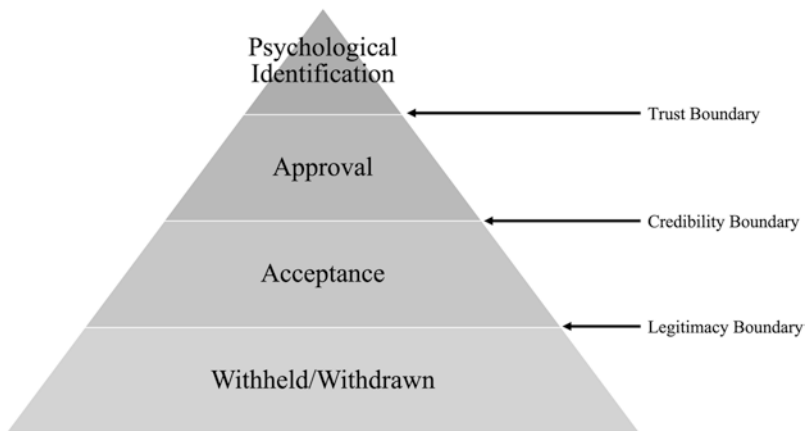 Psychological
Identification
Trust Boundary
Approval
Credibility Boundary
Acceptance
Legitimacy Boundary
Withheld/Withdrawn